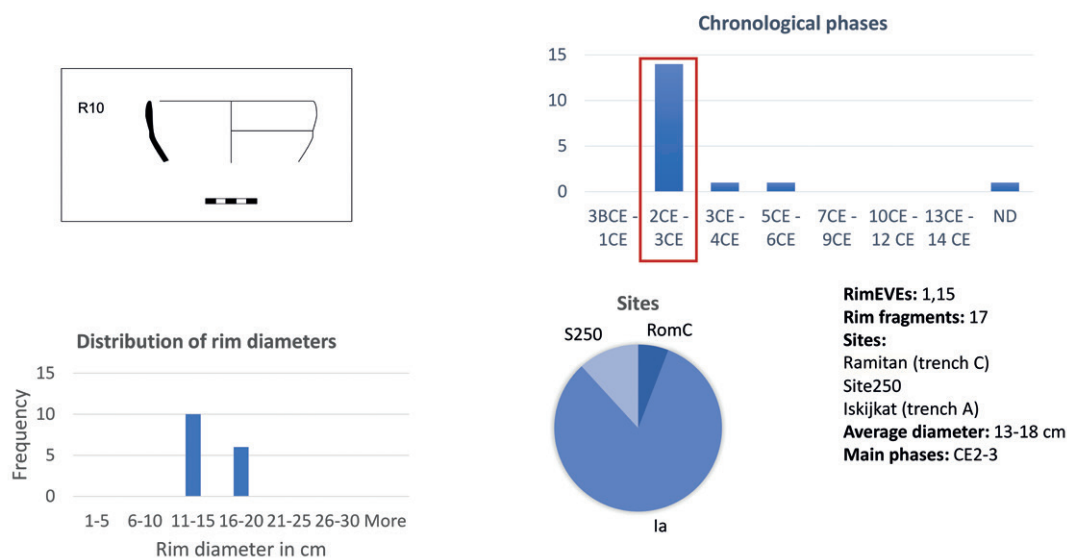 R10
Chronological phases
15
10
5
0
3BCE - 2CE - 3CE - 5CE - 7CE - 10CE - 13CE - ND
1CE 3CE 4CE 6CE 9CE 12 CE 14 CE
Distribution of rim diameters
Frequency
15
10
5
0
1-5 6-10 11-15 16-20 21-25 26-30 More
Rim diameter in cm
Sites
S250 RomC
Ia
RimEVEs: 1,15
Rim fragments: 17
Sites:
Ramitan (trench C)
Site250
Iskijkat (trench A)
Average diameter: 13-18 cm
Main phases: CE2-3